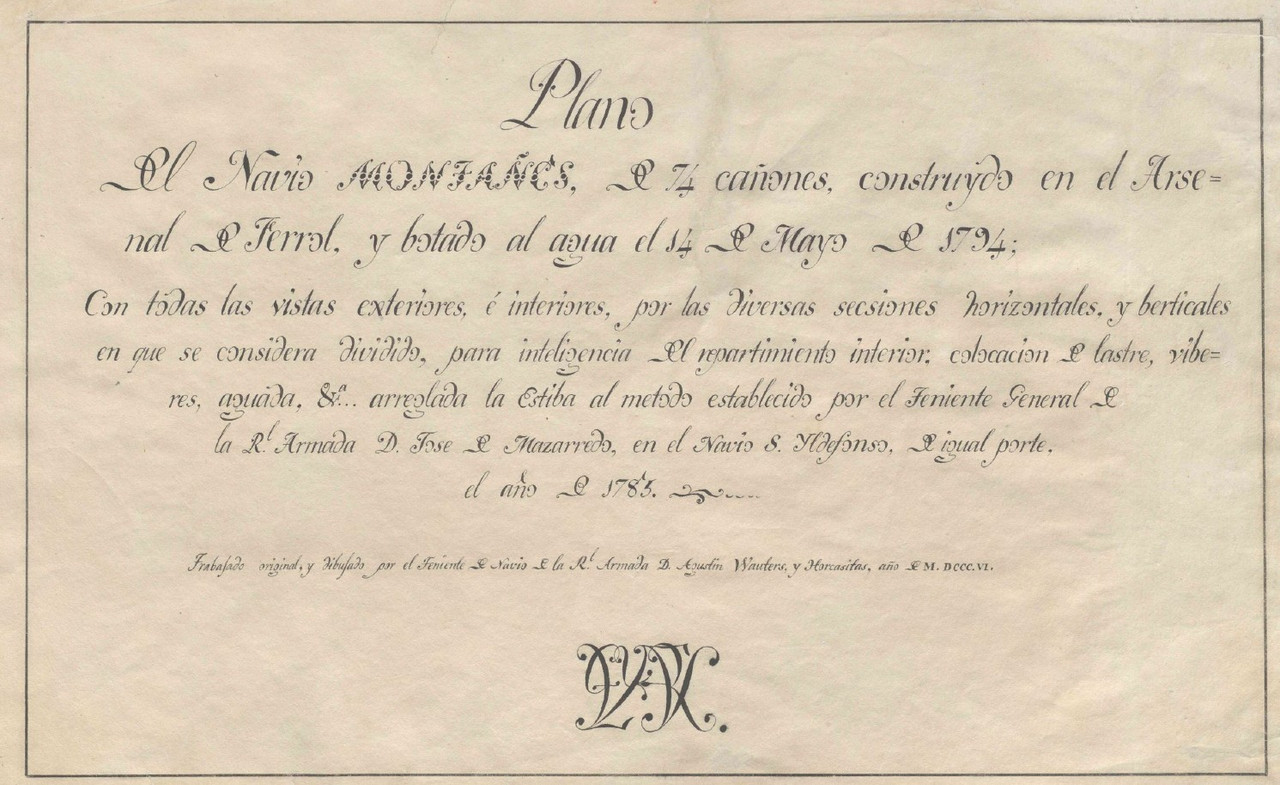 Plano
Del Navio MONTAÑÉS, De 74 cañones, construÿdo en el Arse=
nal De Ferrol, y botado al agua el 14 De Mayo De 1794;
Con tódas las vistas exteriores, é interiores, por las diversas secsiones horizontales, y berticales
en que se considera dividido, para inteligencia Del repartimiento interior, colocacion De lastre, vibe=
res, aguada, &ª... arreglada la Estiba al metodo establecido por el Teniente General De
la Rˡ Armada D. Jose De Mazarredo, en el Navio S. Yldefonso, De igual porte,
el año De 1785.
Trabajado original, y dibujado por el Teniente De Navio De la Rˡ Armada D. Agustin Wauters, y Horcasitas, año De M. DCCC.VI.